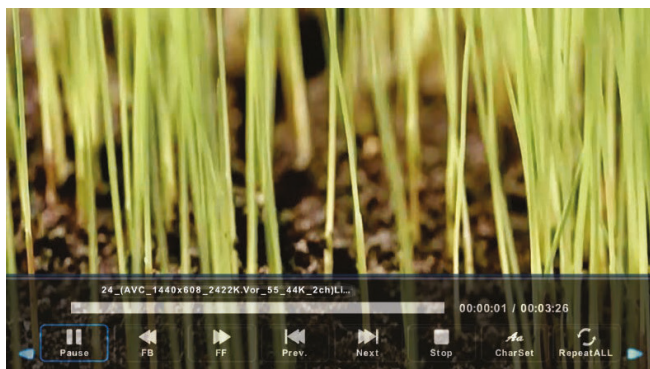 24_(AVC_1440x608_2422K.Vor_55_44K_2ch)Li...
00:00:01 / 00:03:26
Pause FB FF Prev. Next Stop Aa CharSet RepeatALL